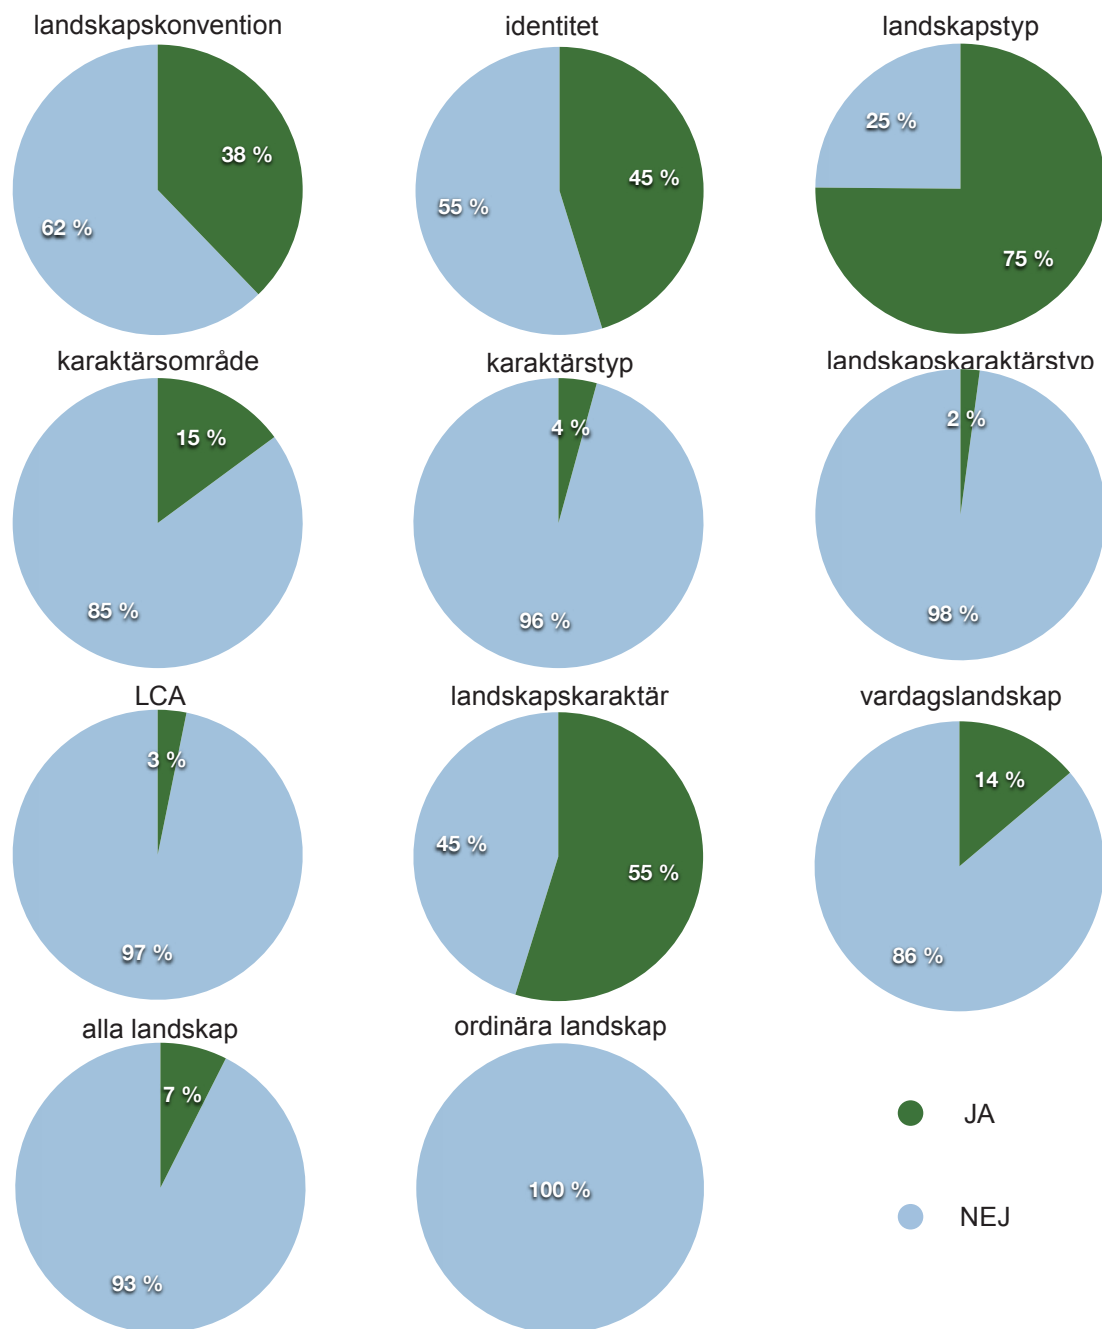 landskapskonvention
38 %
62 %
identitet
45 %
55 %
landskapstyp
25 %
75 %
karaktärsområde
15 %
85 %
karaktärstyp
4 %
96 %
landskapskaraktärstyp
2 %
98 %
LCA
3 %
97 %
landskapskaraktär
45 %
55 %
vardagslandskap
14 %
86 %
alla landskap
7 %
93 %
ordinära landskap
100 %
JA
NEJ